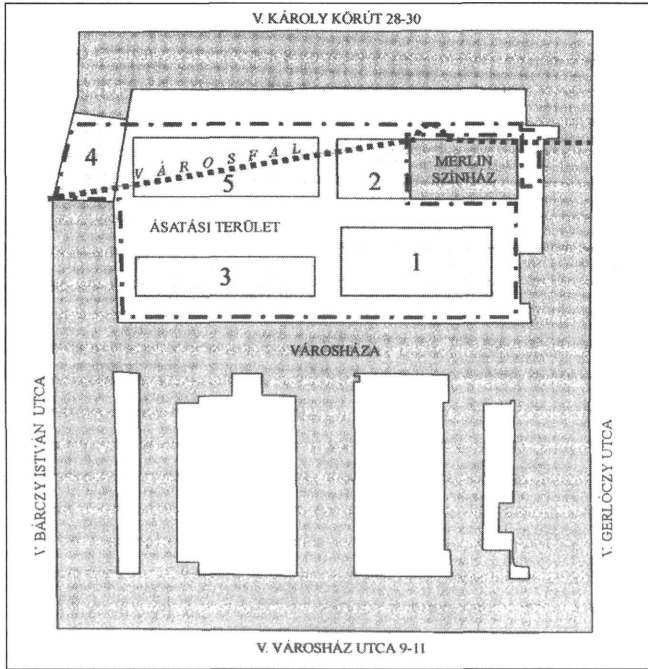 V. KÁROLY KÖRÚT 28-30
4
VÁROSFAL
5
2
MERLIN
SZÍNHÁZ
ÁSATÁSI TERÜLET
3
1
VÁROSHÁZA
V. BÁRCZY ISTVÁN UTCA
V. GERLÓCZY UTCA
V. VÁROSHÁZ UTCA 9-11